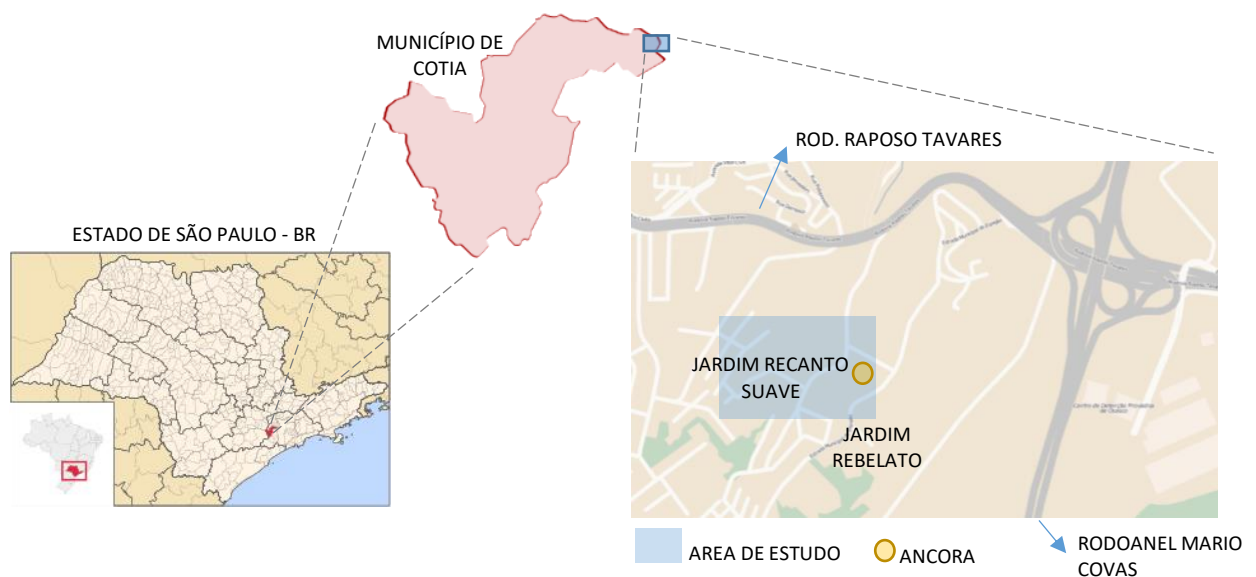 MUNICÍPIO DE
COTIA
ROD. RAPOSO TAVARES
ESTADO DE SÃO PAULO - BR
JARDIM RECANTO
SUAVE
JARDIM
REBELATO
AREA DE ESTUDO
ANCORA
RODOANEL MARIO
COVAS